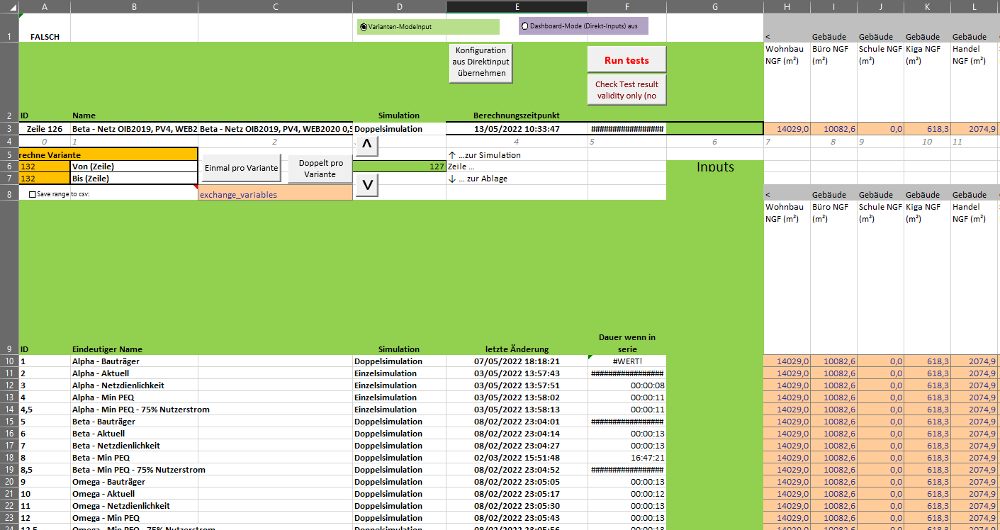 A B C D E F G H I J K L
1 FALSCH Varianten-ModeInput Dashboard-Mode (Direkt-Inputs) aus < Gebäude Gebäude Gebäude Gebäude
Konfiguration aus Direktinput übernehmen
Run tests
Check Test result validity only (no
Wohnbau NGF (m²) Büro NGF (m²) Schule NGF (m²) Kiga NGF (m²) Handel NGF (m²)
2 ID Name Simulation Berechnungszeitpunkt
3 Zeile 126 Beta - Netz OIB2019, PV4, WEB2 Beta - Netz OIB2019, PV4, WEB2020 0,5 Doppelsimulation 13/05/2022 10:33:47 ################# 14029,0 10082,6 0,0 618,3 2074,9
4 0 1 2 4 5 6 7 8 9 10 11
5 rechne Variante ^ ↑ ...zur Simulation
6 132 Von (Zeile) Einmal pro Variante Doppelt pro Variante 127 Zeile ... Inputs
7 132 Bis (Zeile) V ↓ ... zur Ablage
8 Save range to csv: exchange_variables < Gebäude Gebäude Gebäude Gebäude
Wohnbau NGF (m²) Büro NGF (m²) Schule NGF (m²) Kiga NGF (m²) Handel NGF (m²)
9 ID Eindeutiger Name Simulation letzte Änderung Dauer wenn in serie
10 1 Alpha - Bauträger Doppelsimulation 07/05/2022 18:18:21 #WERT! 14029,0 10082,6 0,0 618,3 2074,9
11 2 Alpha - Aktuell Einzelsimulation 03/05/2022 13:57:43 ################# 14029,0 10082,6 0,0 618,3 2074,9
12 3 Alpha - Netzdienlichkeit Einzelsimulation 03/05/2022 13:57:51 00:00:08 14029,0 10082,6 0,0 618,3 2074,9
13 4 Alpha - Min PEQ Einzelsimulation 03/05/2022 13:58:02 00:00:11 14029,0 10082,6 0,0 618,3 2074,9
14 4,5 Alpha - Min PEQ - 75% Nutzerstrom Einzelsimulation 03/05/2022 13:58:13 00:00:11 14029,0 10082,6 0,0 618,3 2074,9
15 5 Beta - Bauträger Doppelsimulation 08/02/2022 23:04:01 ################# 14029,0 10082,6 0,0 618,3 2074,9
16 6 Beta - Aktuell Doppelsimulation 08/02/2022 23:04:14 00:00:13 14029,0 10082,6 0,0 618,3 2074,9
17 7 Beta - Netzdienlichkeit Doppelsimulation 08/02/2022 23:04:27 00:00:13 14029,0 10082,6 0,0 618,3 2074,9
18 8 Beta - Min PEQ Doppelsimulation 02/03/2022 15:51:48 16:47:21 14029,0 10082,6 0,0 618,3 2074,9
19 8,5 Beta - Min PEQ - 75% Nutzerstrom Doppelsimulation 08/02/2022 23:04:52 ################# 14029,0 10082,6 0,0 618,3 2074,9
20 9 Omega - Bauträger Doppelsimulation 08/02/2022 23:05:05 00:00:13 14029,0 10082,6 0,0 618,3 2074,9
21 10 Omega - Aktuell Doppelsimulation 08/02/2022 23:05:17 00:00:12 14029,0 10082,6 0,0 618,3 2074,9
22 11 Omega - Netzdienlichkeit Doppelsimulation 08/02/2022 23:05:30 00:00:13 14029,0 10082,6 0,0 618,3 2074,9
23 12 Omega - Min PEQ Doppelsimulation 08/02/2022 23:05:43 00:00:13 14029,0 10082,6 0,0 618,3 2074,9
24 12,5 Omega - Min PEQ - 75% Nutzerstrom Doppelsimulation 08/02/2022 23:05:56 00:00:13 14029,0 10082,6 0,0 618,3 2074,9